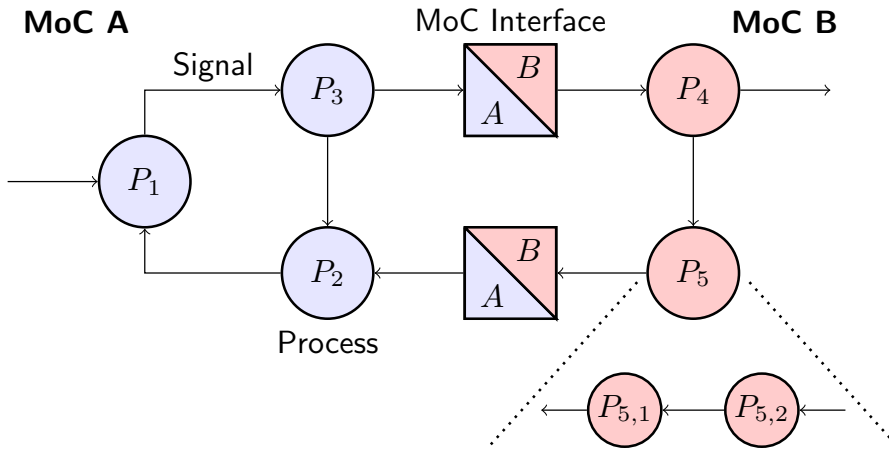 MoC A
MoC Interface
MoC B
Signal
P₃
B
A
P₄
P₁
P₂
B
A
P₅
Process
P₅,₁
P₅,₂